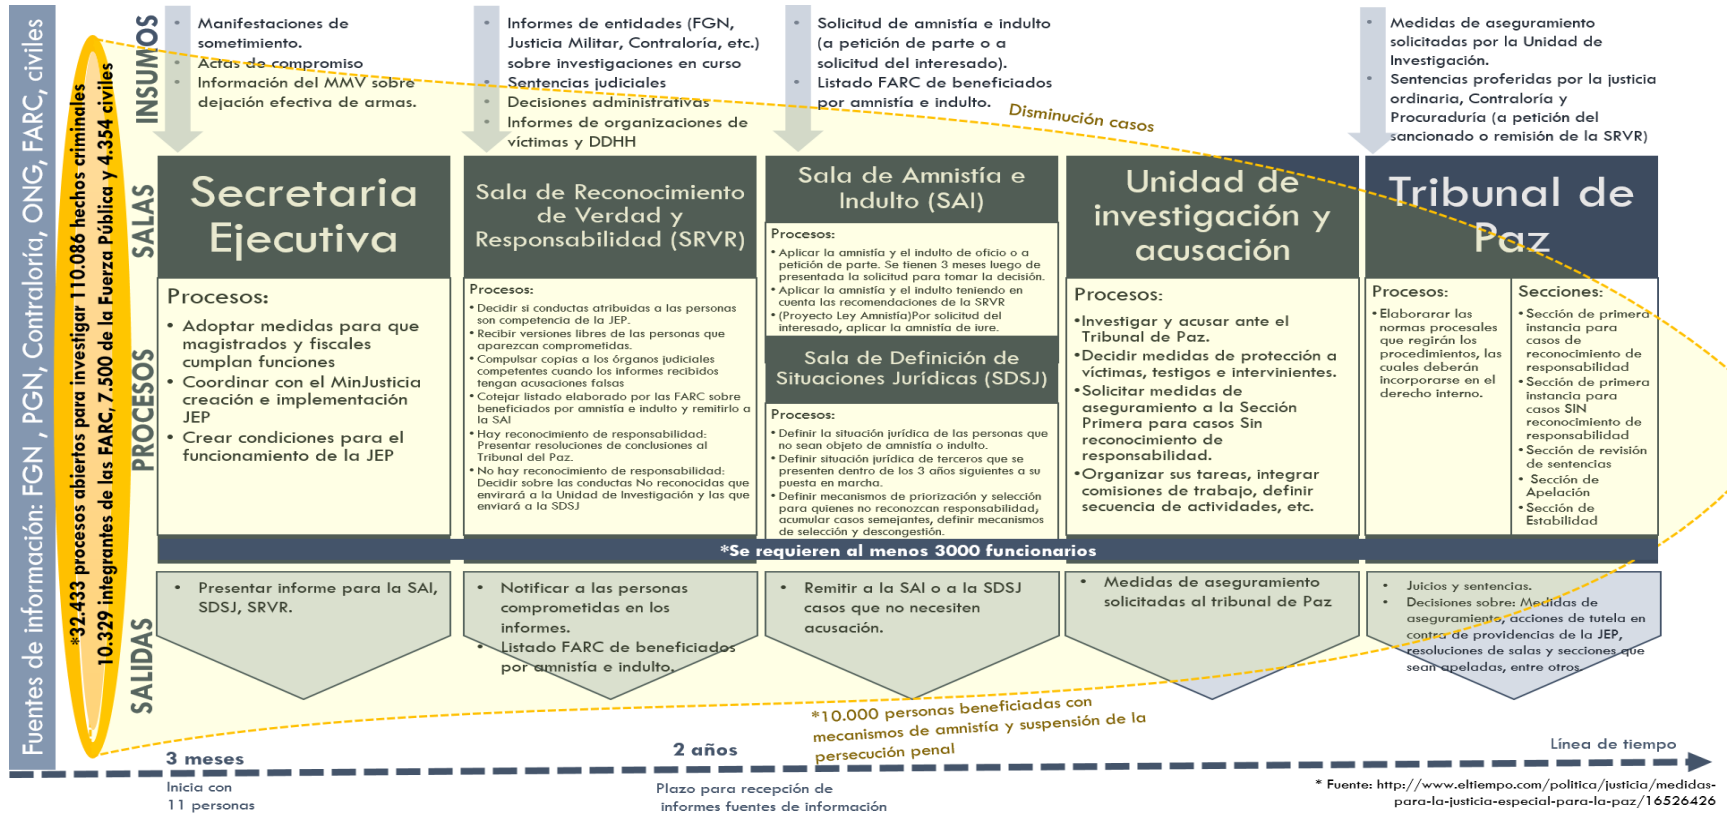 Fuentes de información: FGN , PGN, Contraloría, ONG, FARC, civiles
*32.433 procesos abiertos para investigar 110.086 hechos criminales
10.329 integrantes de las FARC, 7.500 de la Fuerza Pública y 4.354 civiles
INSUMOS
• Manifestaciones de
sometimiento.
• Actas de compromiso
• Información del MMV sobre
dejación efectiva de armas.
• Informes de entidades (FGN,
Justicia Militar, Contraloría, etc.)
sobre investigaciones en curso
• Sentencias judiciales
• Decisiones administrativas
• Informes de organizaciones de
víctimas y DDHH
• Solicitud de amnistía e indulto
(a petición de parte o a
solicitud del interesado).
• Listado FARC de beneficiados
por amnistía e indulto.
Disminución casos
• Medidas de aseguramiento
solicitadas por la Unidad de
Investigación.
• Sentencias proferidas por la justicia
ordinaria, Contraloría y
Procuraduría (a petición del
sancionado o remisión de la SRVR)
SALAS
Secretaria
Ejecutiva
Sala de Reconocimiento
de Verdad y
Responsabilidad (SRVR)
Sala de Amnistía e
Indulto (SAI)
Unidad de
investigación y
acusación
Tribunal de
Paz
PROCESOS
Procesos:
• Adoptar medidas para que
magistrados y fiscales
cumplan funciones
• Coordinar con el MinJusticia
creación e implementación
JEP
• Crear condiciones para el
funcionamiento de la JEP
Procesos:
• Decidir si conductas atribuidas a las personas
son competencia de la JEP.
• Recibir versiones libres de las personas que
aparezcan comprometidas.
• Compulsar copias a los órganos judiciales
competentes cuando los informes recibidos
tengan acusaciones falsas
• Cotejar listado elaborado por las FARC sobre
beneficiados por amnistía e indulto y remitirlo a
la SAI
• Hay reconocimiento de responsabilidad:
Presentar resoluciones de conclusiones al
Tribunal del Paz.
• No hay reconocimiento de responsabilidad:
Decidir sobre las conductas No reconocidas que
enviará a la Unidad de Investigación y las que
enviará a la SDSJ
Procesos:
• Aplicar la amnistía y el indulto de oficio o a
petición de parte. Se tienen 3 meses luego de
presentada la solicitud para tomar la decisión.
• Aplicar la amnistía y el indulto teniendo en
cuenta las recomendaciones de la SRVR
• (Proyecto Ley Amnistía)Por solicitud del
interesado, aplicar la amnistía de iure.
Sala de Definición de
Situaciones Jurídicas (SDSJ)
Procesos:
• Definir la situación jurídica de las personas que
no sean objeto de amnistía o indulto.
• Definir situación jurídica de terceros que se
presenten dentro de los 3 años siguientes a su
puesta en marcha.
• Definir mecanismos de priorización y selección
para quienes no reconozcan responsabilidad,
acumular casos semejantes, definir mecanismos
de selección y descongestión.
Procesos:
•Investigar y acusar ante el
Tribunal de Paz.
•Decidir medidas de protección a
víctimas, testigos e intervinientes.
•Solicitar medidas de
aseguramiento a la Sección
Primera para casos Sin
reconocimiento de
responsabilidad.
•Organizar sus tareas, integrar
comisiones de trabajo, definir
secuencia de actividades, etc.
Procesos:
•Elaborarar las
normas procesales
que regirán los
procedimientos, las
cuales deberán
incorporarse en el
derecho interno.
Secciones:
•Sección de primera
instancia para
casos de
reconocimiento de
responsabilidad
•Sección de primera
instancia para
casos SIN
reconocimiento de
responsabilidad
•Sección de revisión
de sentencias
• Sección de
Apelación
•Sección de
Estabilidad
*Se requieren al menos 3000 funcionarios
SALIDAS
• Presentar informe para la SAI,
SDSJ, SRVR.
• Notificar a las personas
comprometidas en los
informes.
• Listado FARC de beneficiados
por amnistía e indulto.
• Remitir a la SAI o a la SDSJ
casos que no necesiten
acusación.
• Medidas de aseguramiento
solicitadas al tribunal de Paz
• Juicios y sentencias.
• Decisiones sobre: Medidas de
aseguramiento, acciones de tutela en
contra de providencias de la JEP,
resoluciones de salas y secciones que
sean apeladas, entre otros
*10.000 personas beneficiadas con
mecanismos de amnistía y suspensión de la
persecución penal
3 meses
2 años
Línea de tiempo
Inicia con
11 personas
Plazo para recepción de
informes fuentes de información
* Fuente: http://www.eltiempo.com/politica/justicia/medidas-
para-la-justicia-especial-para-la-paz/16526426